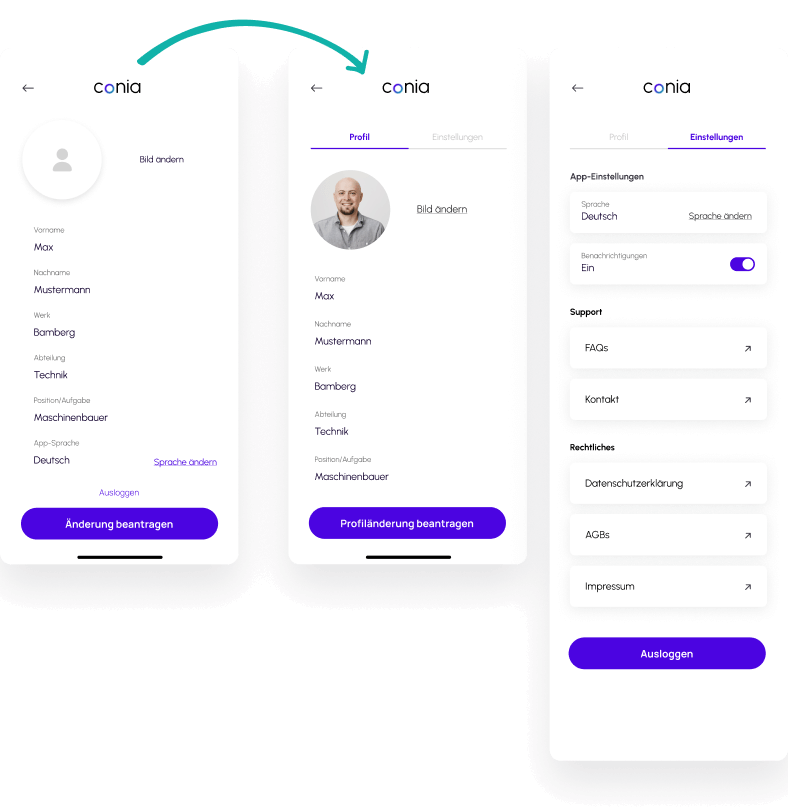 conia
Bild ändern
Vorname
Max
Nachname
Mustermann
Werk
Bamberg
Abteilung
Technik
Position/Aufgabe
Maschinenbauer
App-Sprache
Deutsch
Sprache ändern
Ausloggen
Änderung beantragen
conia
Profil
Einstellungen
Bild ändern
Vorname
Max
Nachname
Mustermann
Werk
Bamberg
Abteilung
Technik
Position/Aufgabe
Maschinenbauer
Profiländerung beantragen
conia
Profil
Einstellungen
App-Einstellungen
Sprache
Deutsch
Sprache ändern
Benachrichtigungen
Ein
Support
FAQs
Kontakt
Rechtliches
Datenschutzerklärung
AGBs
Impressum
Ausloggen